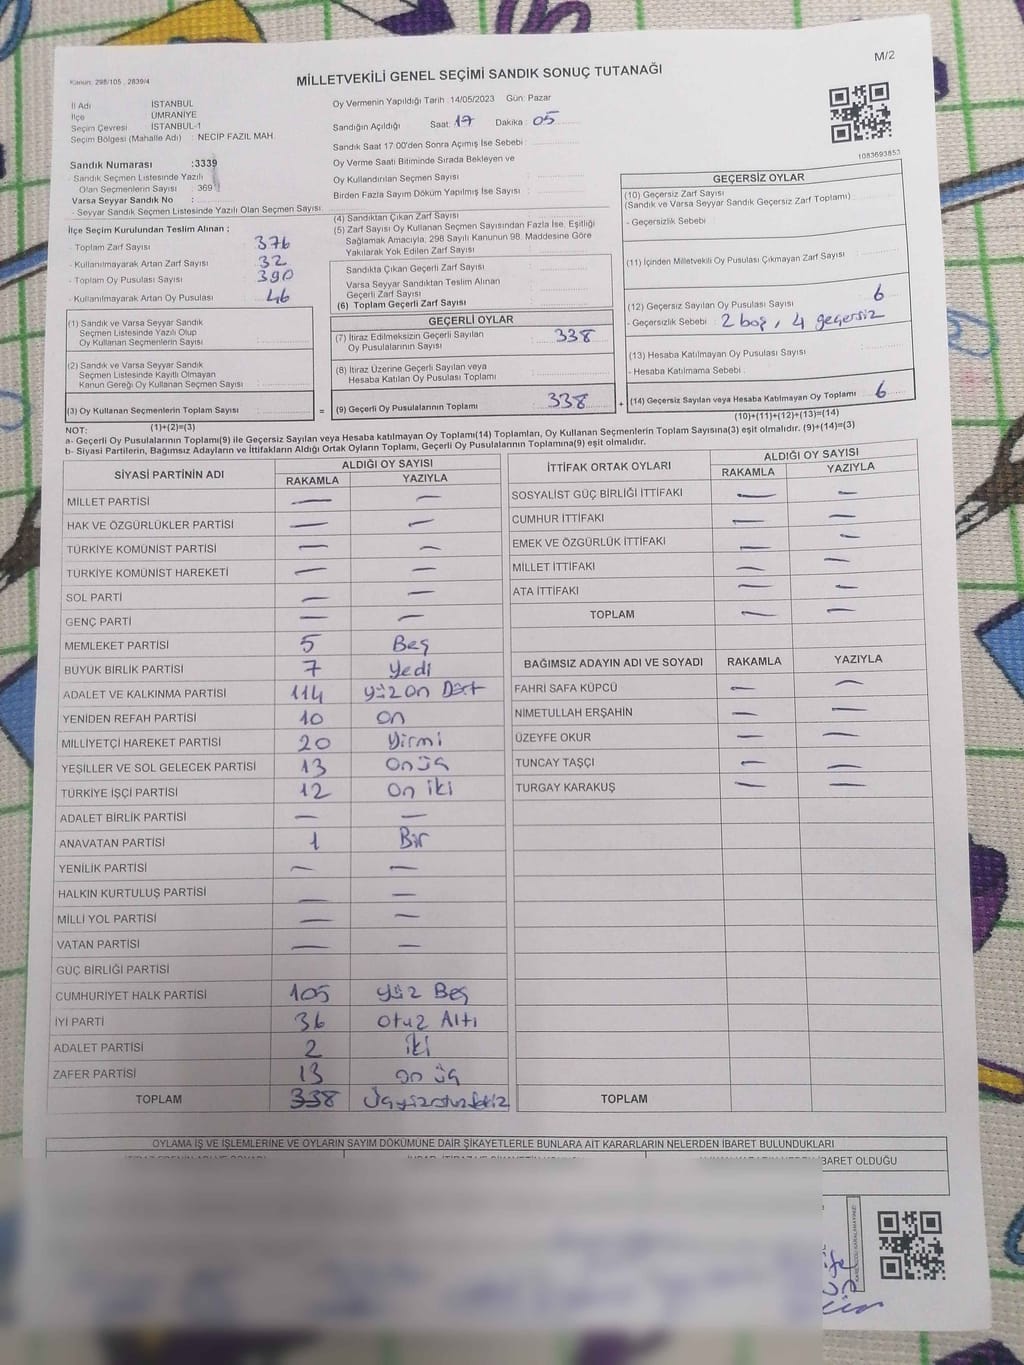 M/2
Kanun: 298/105 , 2839/4
MİLLETVEKİLİ GENEL SEÇİMİ SANDIK SONUÇ TUTANAĞI
İl Adı İSTANBUL
İlçe ÜMRANİYE
Seçim Çevresi İSTANBUL-1
Seçim Bölgesi (Mahalle Adı) : NECİP FAZIL MAH.
Oy Vermenin Yapıldığı Tarih :14/05/2023 Gün: Pazar
Sandığın Açıldığı Saat: 17 Dakika : 05
Sandık Saat 17:00'den Sonra Açımış İse Sebebi :
Oy Verme Saati Bitiminde Sırada Bekleyen ve
Oy Kullandırılan Seçmen Sayısı :
Birden Fazla Sayım Döküm Yapılmış İse Sayısı :
1083693853
Sandık Numarası :3339
- Sandık Seçmen Listesinde Yazılı
Olan Seçmenlerin Sayısı : 369
Varsa Seyyar Sandık No :
- Seyyar Sandık Seçmen Listesinde Yazılı Olan Seçmen Sayısı:
İlçe Seçim Kurulundan Teslim Alınan :
- Toplam Zarf Sayısı : 376
- Kullanılmayarak Artan Zarf Sayısı : 32
- Toplam Oy Pusulası Sayısı : 390
- Kullanılmayarak Artan Oy Pusulası : 46
(4) Sandıktan Çıkan Zarf Sayısı :
(5) Zarf Sayısı Oy Kullanan Seçmen Sayısından Fazla İse, Eşitliği
Sağlamak Amacıyla, 298 Sayılı Kanunun 98. Maddesine Göre
Yakılarak Yok Edilen Zarf Sayısı :
Sandıkta Çıkan Geçerli Zarf Sayısı :
Varsa Seyyar Sandıktan Teslim Alınan
Geçerli Zarf Sayısı :
(6) Toplam Geçerli Zarf Sayısı :
GEÇERSİZ OYLAR
(10) Geçersiz Zarf Sayısı
(Sandık ve Varsa Seyyar Sandık Geçersiz Zarf Toplamı) :
- Geçersizlik Sebebi :
(11) İçinden Milletvekili Oy Pusulası Çıkmayan Zarf Sayısı :
(12) Geçersiz Sayılan Oy Pusulası Sayısı : 6
- Geçersizlik Sebebi : 2 boş, 4 geçersiz
(13) Hesaba Katılmayan Oy Pusulası Sayısı :
- Hesaba Katılmama Sebebi :
(14) Geçersiz Sayılan veya Hesaba Katılmayan Oy Toplamı : 6
(10)+(11)+(12)+(13)=(14)
(1) Sandık ve Varsa Seyyar Sandık
Seçmen Listesinde Yazılı Olup
Oy Kullanan Seçmenlerin Sayısı :
(2) Sandık ve Varsa Seyyar Sandık
Seçmen Listesinde Kayıtlı Olmayan
Kanun Gereği Oy Kullanan Seçmen Sayısı :
(3) Oy Kullanan Seçmenlerin Toplam Sayısı : =
(1)+(2)=(3)
GEÇERLİ OYLAR
(7) İtiraz Edilmeksizin Geçerli Sayılan
Oy Pusulalarının Sayısı : 338
(8) İtiraz Üzerine Geçerli Sayılan veya
Hesaba Katılan Oy Pusulası Toplamı :
(9) Geçerli Oy Pusulalarının Toplamı : 338 +
NOT:
a- Geçerli Oy Pusulalarının Toplamı(9) ile Geçersiz Sayılan veya Hesaba katılmayan Oy Toplamı(14) Toplamları, Oy Kullanan Seçmenlerin Toplam Sayısına(3) eşit olmalıdır. (9)+(14)=(3)
b- Siyasi Partilerin, Bağımsız Adayların ve İttifakların Aldığı Ortak Oyların Toplamı, Geçerli Oy Pusulalarının Toplamına(9) eşit olmalıdır.
SİYASİ PARTİNİN ADI ALDIĞI OY SAYISI
RAKAMLA YAZIYLA
MİLLET PARTİSİ — —
HAK VE ÖZGÜRLÜKLER PARTİSİ — —
TÜRKİYE KOMÜNİST PARTİSİ — —
TÜRKİYE KOMÜNİST HAREKETİ — —
SOL PARTİ — —
GENÇ PARTİ — —
MEMLEKET PARTİSİ 5 Beş
BÜYÜK BİRLİK PARTİSİ 7 Yedi
ADALET VE KALKINMA PARTİSİ 114 yüz on Dört
YENİDEN REFAH PARTİSİ 10 on
MİLLİYETÇİ HAREKET PARTİSİ 20 Yirmi
YEŞİLLER VE SOL GELECEK PARTİSİ 13 on üç
TÜRKİYE İŞÇİ PARTİSİ 12 on iki
ADALET BİRLİK PARTİSİ — —
ANAVATAN PARTİSİ 1 Bir
YENİLİK PARTİSİ — —
HALKIN KURTULUŞ PARTİSİ — —
MİLLİ YOL PARTİSİ — —
VATAN PARTİSİ — —
GÜÇ BİRLİĞİ PARTİSİ
CUMHURİYET HALK PARTİSİ 105 yüz Beş
İYİ PARTİ 36 otuz Altı
ADALET PARTİSİ 2 iki
ZAFER PARTİSİ 13 on üç
TOPLAM 338 Üçyüzotuzsekiz
İTTİFAK ORTAK OYLARI ALDIĞI OY SAYISI
RAKAMLA YAZIYLA
SOSYALİST GÜÇ BİRLİĞİ İTTİFAKI — —
CUMHUR İTTİFAKI — —
EMEK VE ÖZGÜRLÜK İTTİFAKI — —
MİLLET İTTİFAKI — —
ATA İTTİFAKI — —
TOPLAM — —
BAĞIMSIZ ADAYIN ADI VE SOYADI RAKAMLA YAZIYLA
FAHRİ SAFA KÜPCÜ — —
NİMETULLAH ERŞAHİN — —
ÜZEYFE OKUR — —
TUNCAY TAŞÇI — —
TURGAY KARAKUŞ — —
TOPLAM
OYLAMA İŞ VE İŞLEMLERİNE VE OYLARIN SAYIM DÖKÜMÜNE DAİR ŞİKAYETLERLE BUNLARA AİT KARARLARIN NELERDEN İBARET BULUNDUKLARI
İBARET OLDUĞU